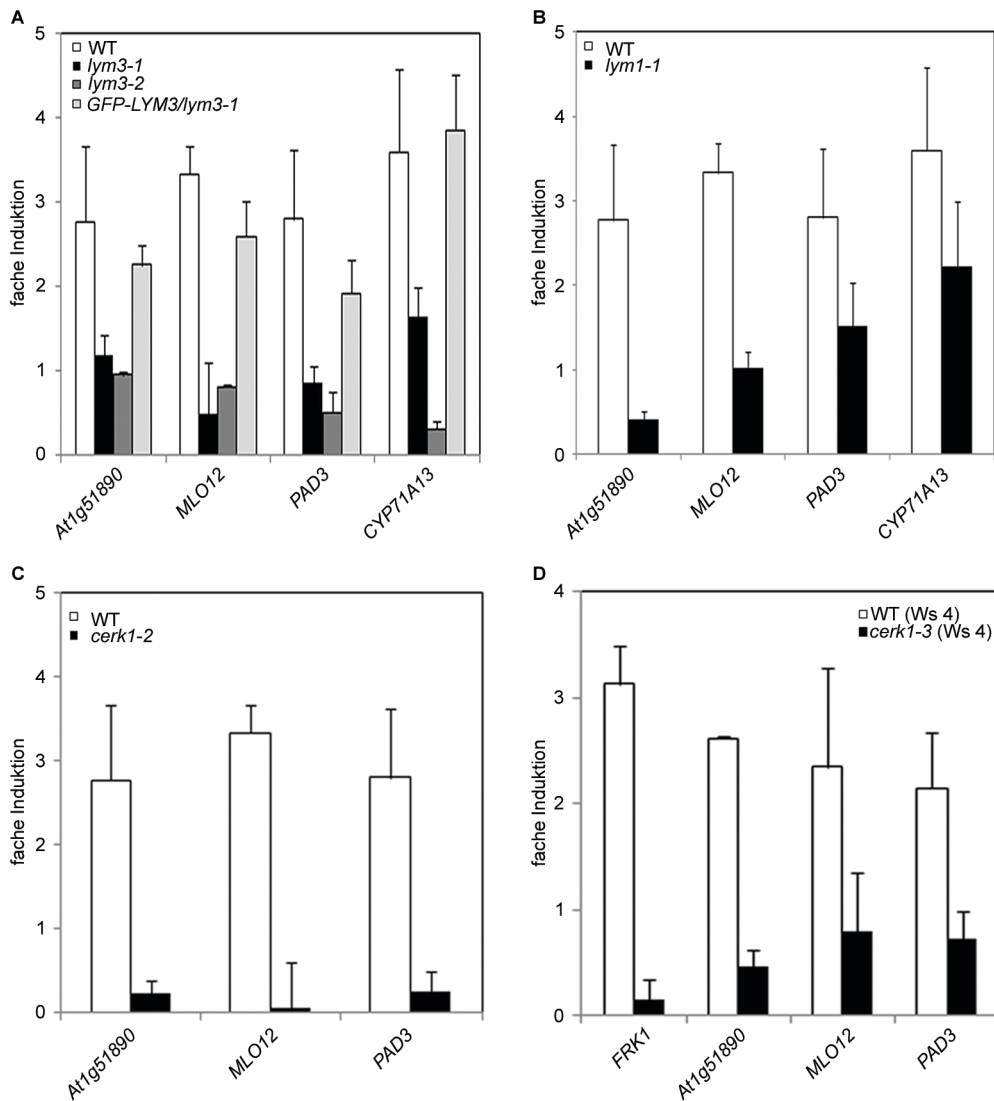 A
5
4
3
2
1
0
fache Induktion
WT
lym3-1
lym3-2
GFP-LYM3/lym3-1
At1g51890
MLO12
PAD3
CYP71A13
B
5
4
3
2
1
0
fache Induktion
WT
lym1-1
At1g51890
MLO12
PAD3
CYP71A13
C
5
4
3
2
1
0
fache Induktion
WT
cerk1-2
At1g51890
MLO12
PAD3
D
4
3
2
1
0
fache Induktion
WT (Ws 4)
cerk1-3 (Ws 4)
FRK1
At1g51890
MLO12
PAD3